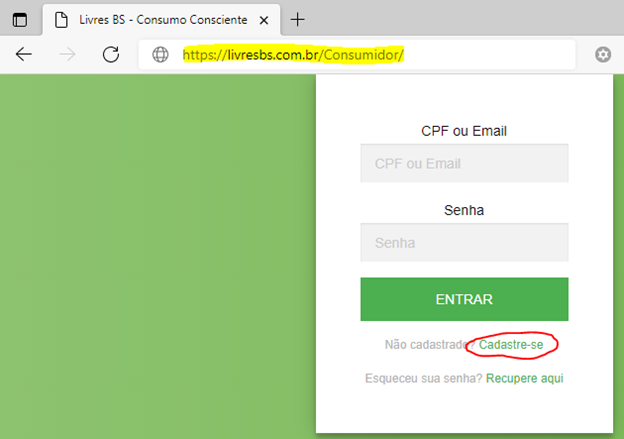 Livres BS - Consumo Consciente
https://livresbs.com.br/Consumidor/
CPF ou Email
CPF ou Email
Senha
Senha
ENTRAR
Não cadastrade? Cadastre-se
Esqueceu sua senha? Recupere aqui